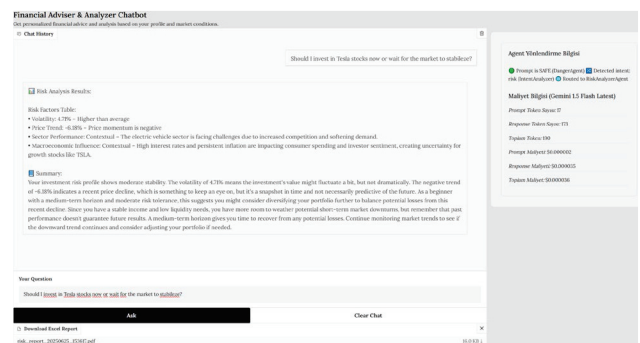 Financial Adviser & Analyzer Chatbot
Get personalized financial advice and analysis based on your profile and market conditions.
Chat History
Should I invest in Tesla stocks now or wait for the market to stabileze?
Risk Analysis Results:
Risk Factors Table:
• Volatility: 4.71% – Higher than average
• Price Trend: -6.18% – Price momentum is negative
• Sector Performance: Contextual – The electric vehicle sector is facing challenges due to increased competition and softening demand.
• Macroeconomic Influence: Contextual – High interest rates and persistent inflation are impacting consumer spending and investor sentiment, creating uncertainty for
growth stocks like TSLA.
Summary:
Your investment risk profile shows moderate stability. The volatility of 4.71% means the investment's value might fluctuate a bit, but not dramatically. The negative trend
of -6.18% indicates a recent price decline, which is something to keep an eye on, but it's a snapshot in time and not necessarily predictive of the future. As a beginner
with a medium-term horizon and moderate risk tolerance, this suggests you might consider diversifying your portfolio further to balance potential losses from this
recent decline. Since you have a stable income and low liquidity needs, you have more room to weather potential short-term market downturns, but remember that past
performance doesn't guarantee future results. A medium-term horizon gives you time to recover from any potential losses. Continue monitoring market trends to see if
the downward trend continues and consider adjusting your portfolio if needed.
Your Question
Should I invest in Tesla stocks now or wait for the market to stabileze?
Ask
Clear Chat
Download Excel Report
risk_report_20250625_153617.pdf
16.0 KB ↓
Agent Yönlendirme Bilgisi
Prompt is SAFE (DangerAgent) Detected intent:
risk (IntentAnalyzer) Routed to RiskAnalyzerAgent
Maliyet Bilgisi (Gemini 1.5 Flash Latest)
Prompt Token Sayısı: 17
Response Token Sayısı: 173
Toplam Token: 190
Prompt Maliyeti: $0.000002
Response Maliyeti: $0.000035
Toplam Maliyet: $0.000036